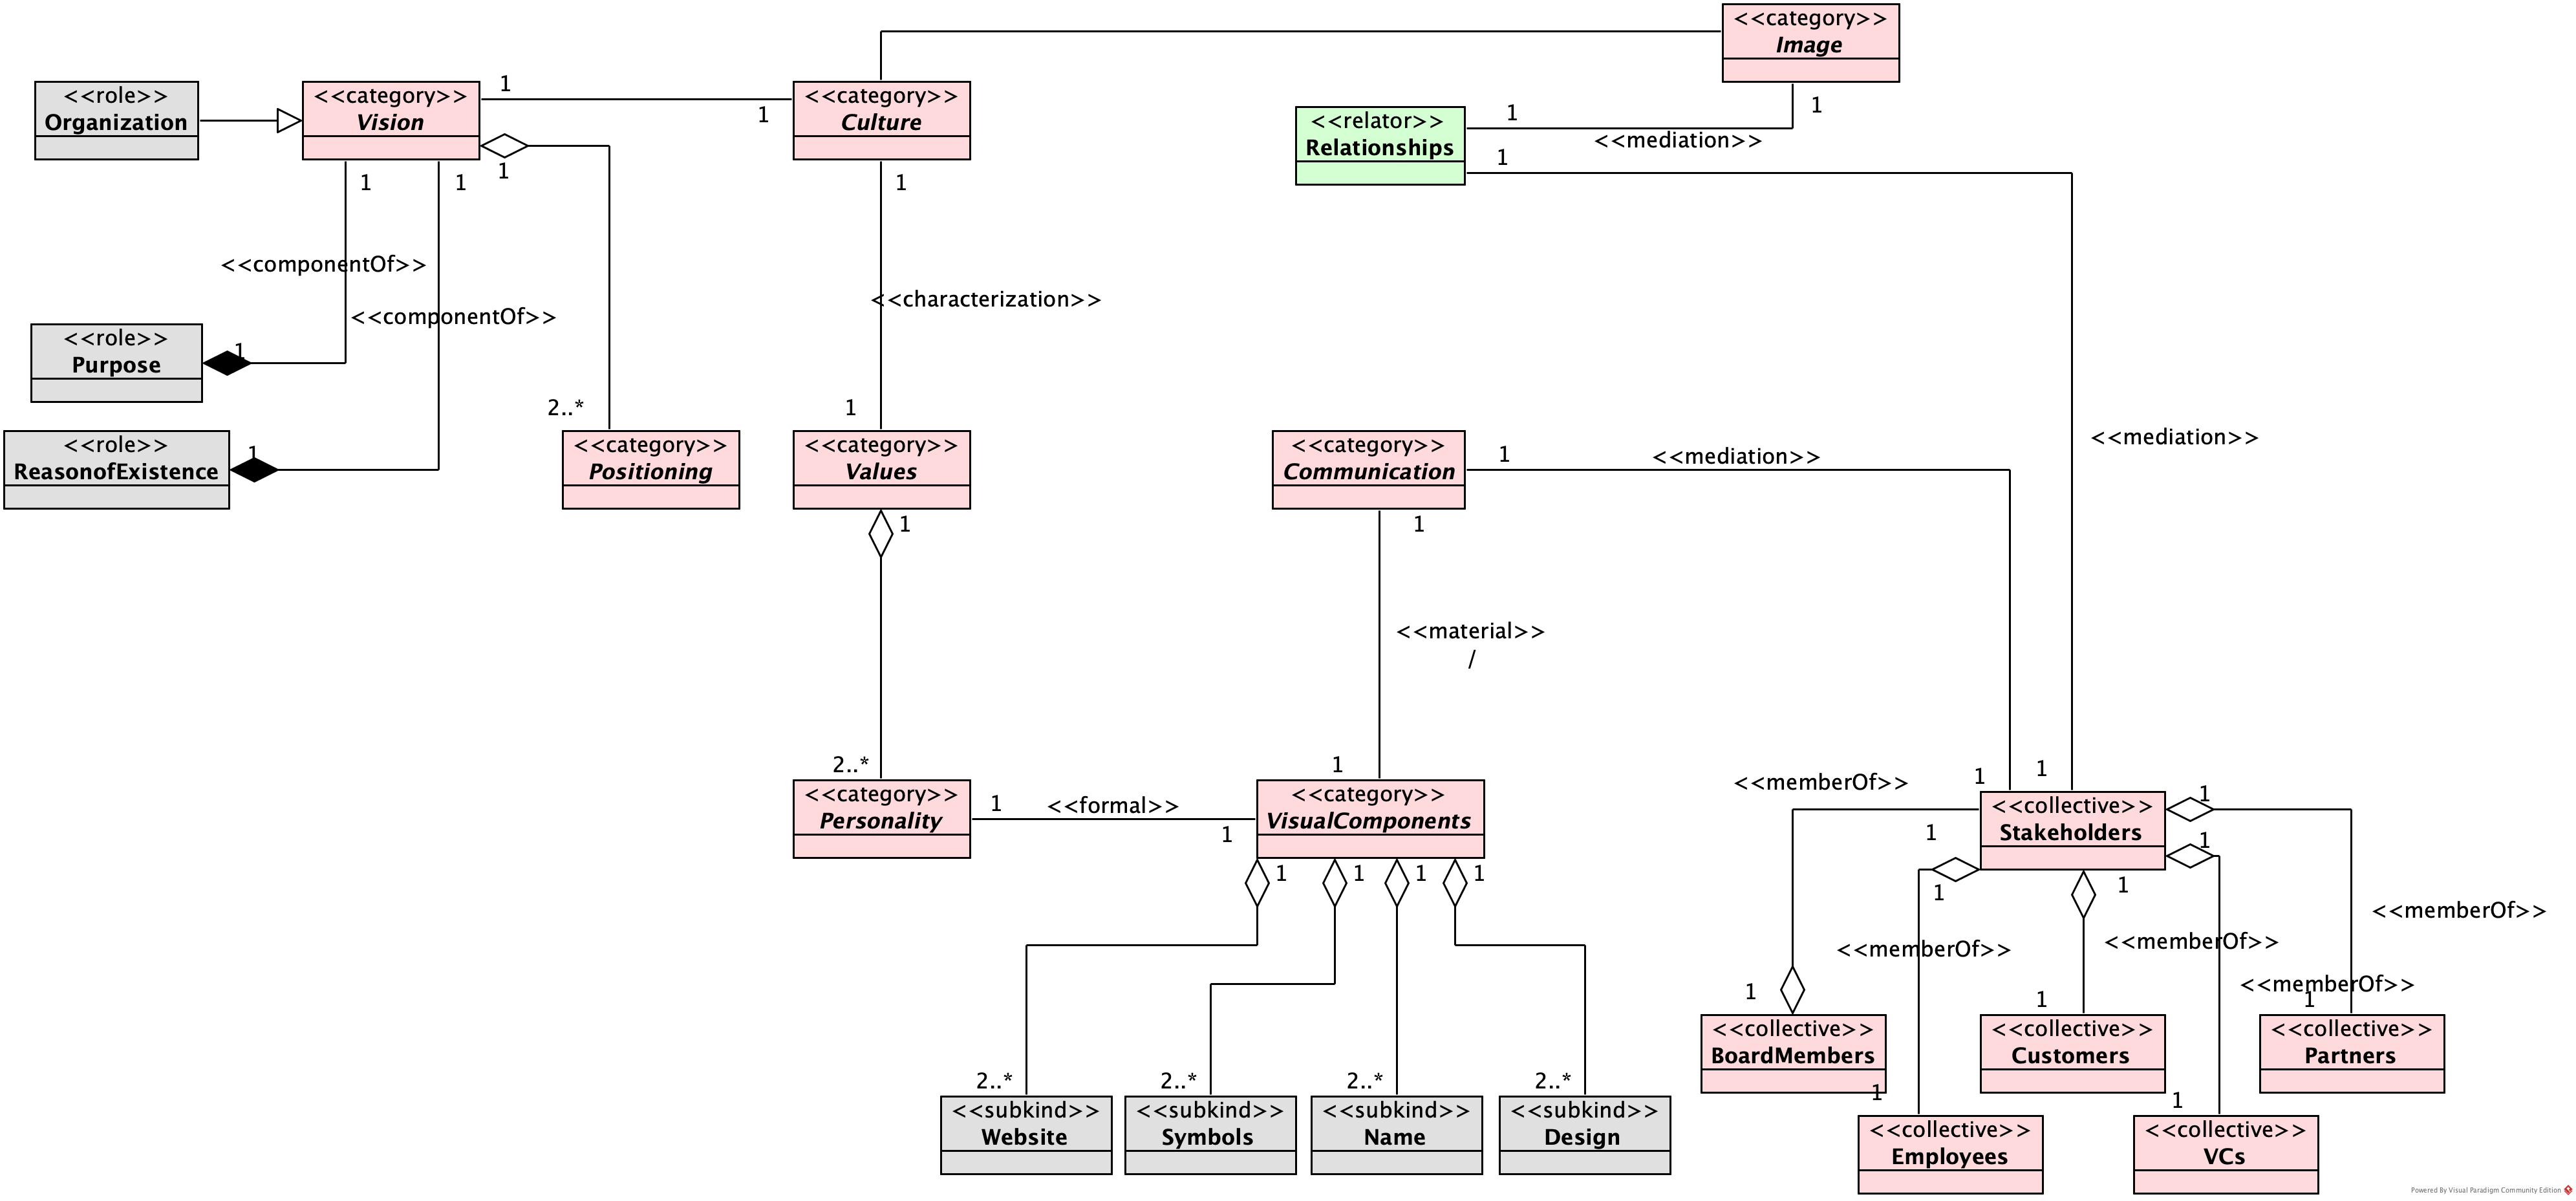 <<category>>
Image
<<role>>
Organization
<<category>>
Vision
1
1
<<category>>
Culture
<<relator>>
Relationships
1
1
<<mediation>>
1
1
1
1
1
<<componentOf>>
<<componentOf>>
<<characterization>>
<<role>>
Purpose
1
<<role>>
ReasonofExistence
1
2..*
<<category>>
Positioning
1
<<category>>
Values
1
<<category>>
Communication
1
<<mediation>>
<<mediation>>
1
<<material>>
/
2..*
<<category>>
Personality
1
<<formal>>
1
1
<<category>>
VisualComponents
1
1
1
1
2..*
<<subkind>>
Website
2..*
<<subkind>>
Symbols
2..*
<<subkind>>
Name
2..*
<<subkind>>
Design
1
1
<<memberOf>>
<<collective>>
Stakeholders
1
1
1
1
1
<<memberOf>>
<<memberOf>>
<<memberOf>>
<<memberOf>>
1
<<collective>>
BoardMembers
1
<<collective>>
Customers
1
<<collective>>
Partners
1
<<collective>>
Employees
1
<<collective>>
VCs
Powered By Visual Paradigm Community Edition